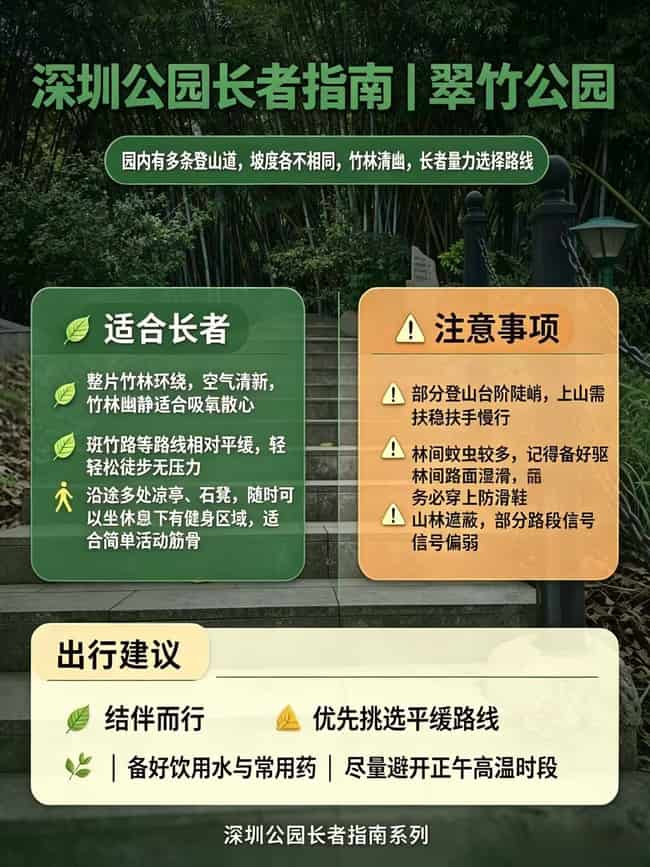 深圳公园长者指南 | 翠竹公园
园内有多条登山道，坡度各不相同，竹林清幽，长者量力选择路线
适合长者
整片竹林环绕，空气清新，
竹林幽静适合吸氧散心
班竹路等路线相对平缓，轻
轻松徒步无压力
沿途多处凉亭、石凳，随时可
以坐休息下有健身区域，适
合简单活动筋骨
注意事项
部分登山台阶陡峭，上山需
扶稳扶手慢行
林间蚊虫较多，记得备好驱
林间路面湿滑，
务必穿上防滑鞋
山林遮蔽，部分路段信号
信号偏弱
出行建议
结伴而行
优先挑选平缓路线
| 备好饮用水与常用药 | 尽量避开正午高温时段
深圳公园长者指南系列